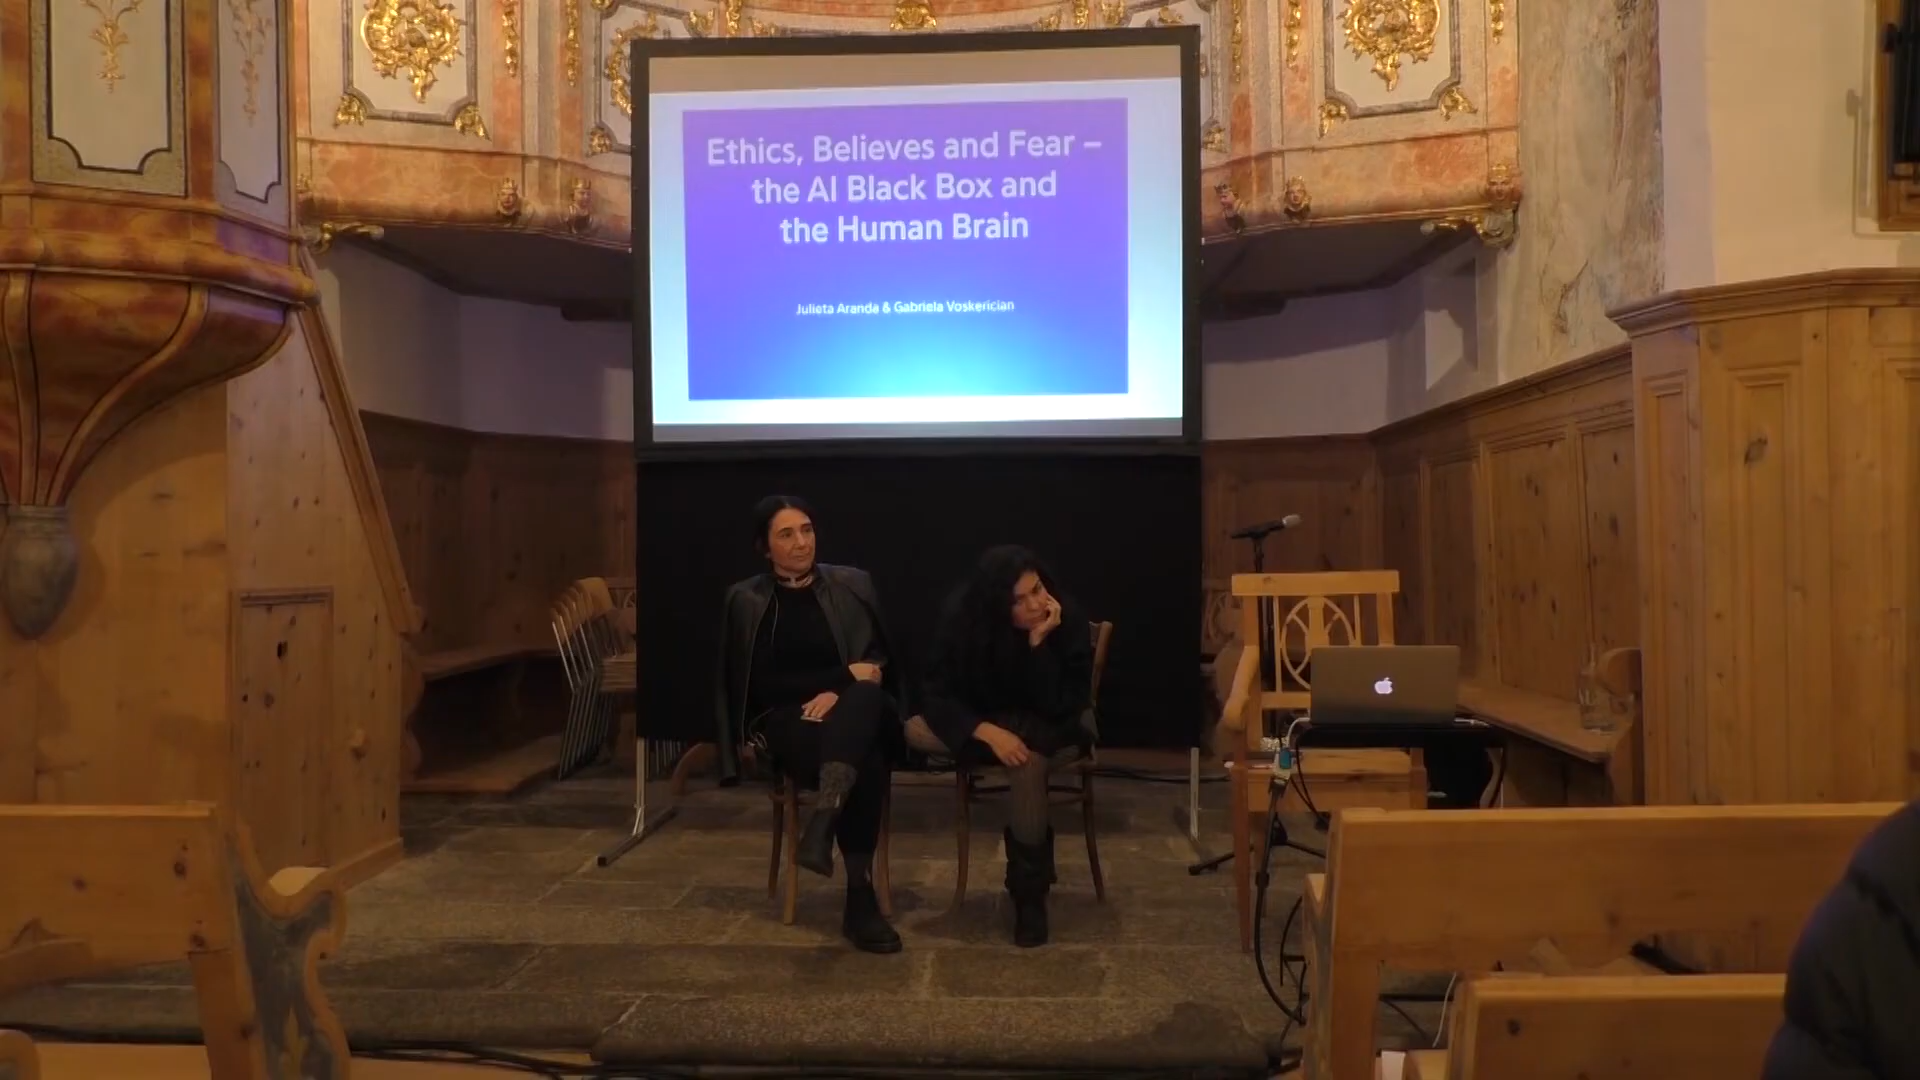 Ethics, Believes and Fear –
the AI Black Box and
the Human Brain
Julieta Aranda & Gabriela Voskerician